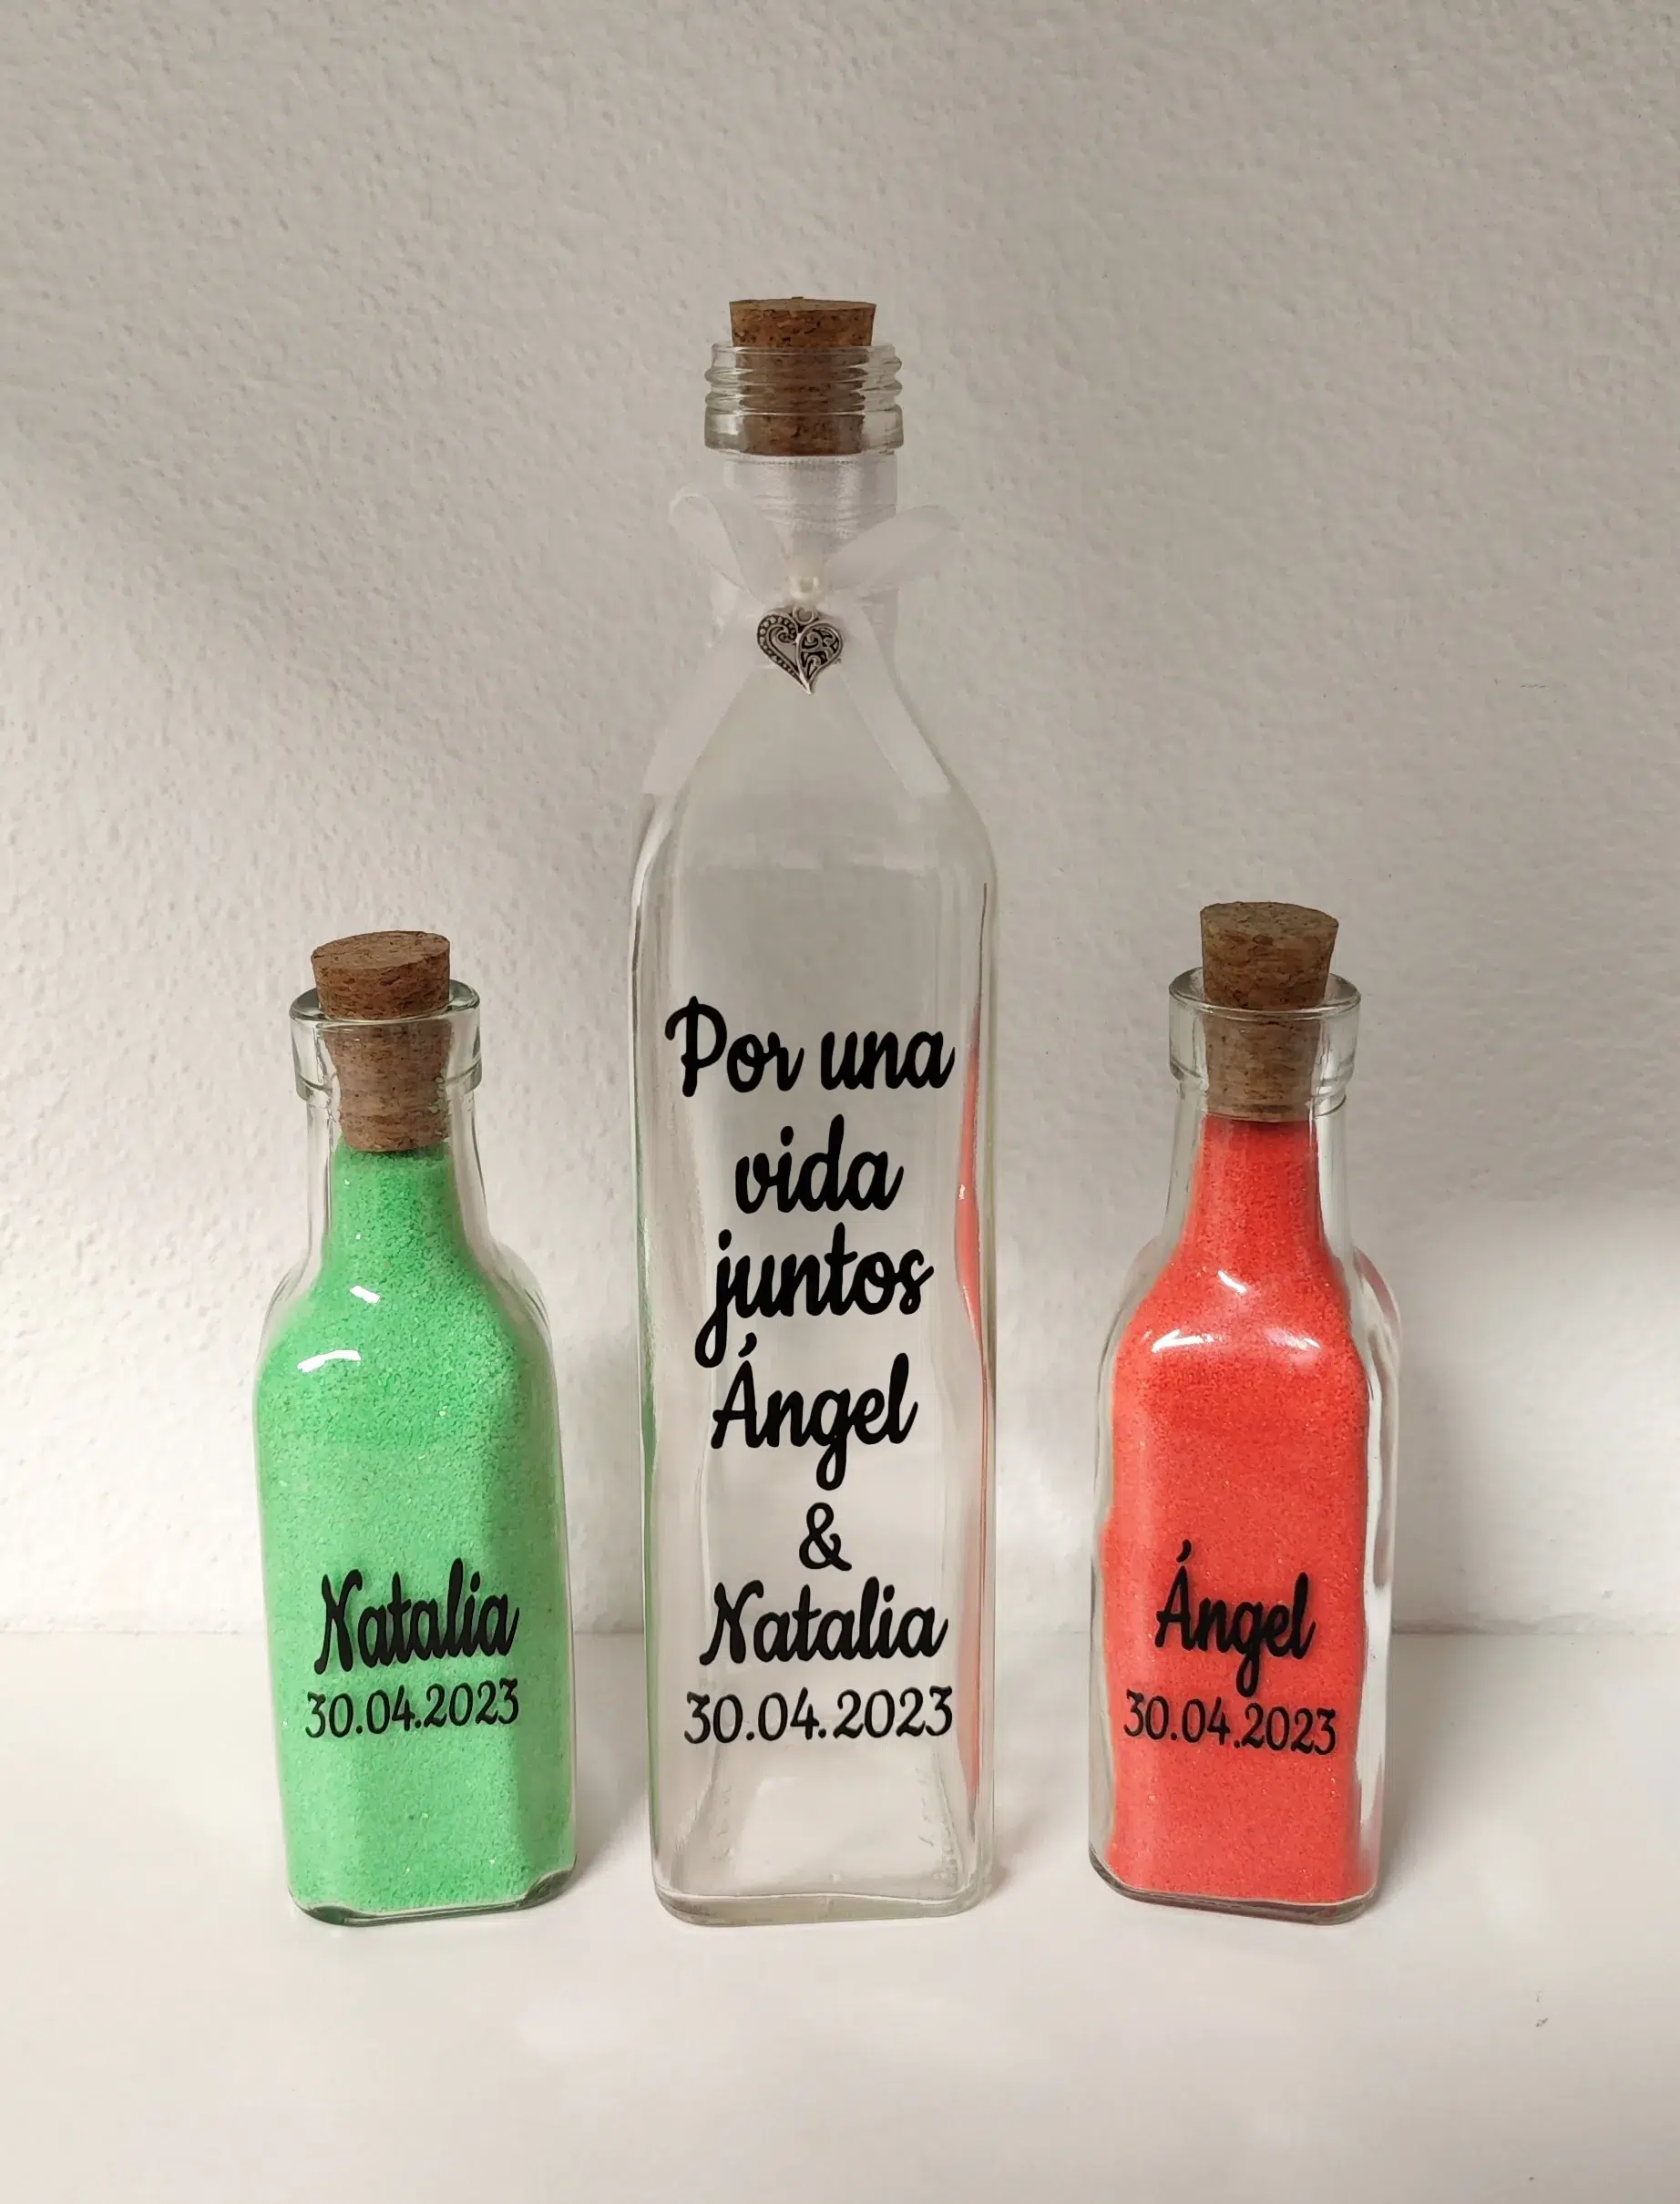 Natalia
30.04.2023
Por una
vida
juntos
Ángel
&
Natalia
30.04.2023
Ángel
30.04.2023